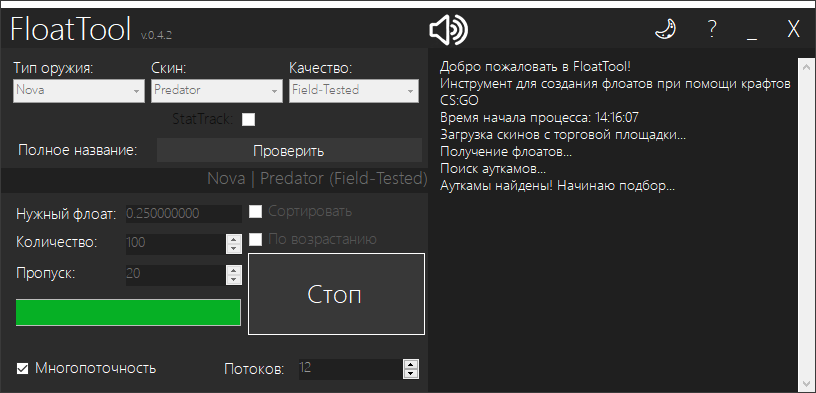 FloatTool v.0.4.2
? _ X
Тип оружия: Скин: Качество:
Nova Predator Field-Tested
StatTrack:
Полное название: Проверить
Nova | Predator (Field-Tested)
Нужный флоат: 0.250000000 Сортировать
Количество: 100 По возрастанию
Пропуск: 20
Стоп
Многопоточность Потоков: 12
Добро пожаловать в FloatTool!
Инструмент для создания флоатов при помощи крафтов
CS:GO
Время начала процесса: 14:16:07
Загрузка скинов с торговой площадки...
Получение флоатов...
Поиск ауткамов...
Ауткамы найдены! Начинаю подбор...